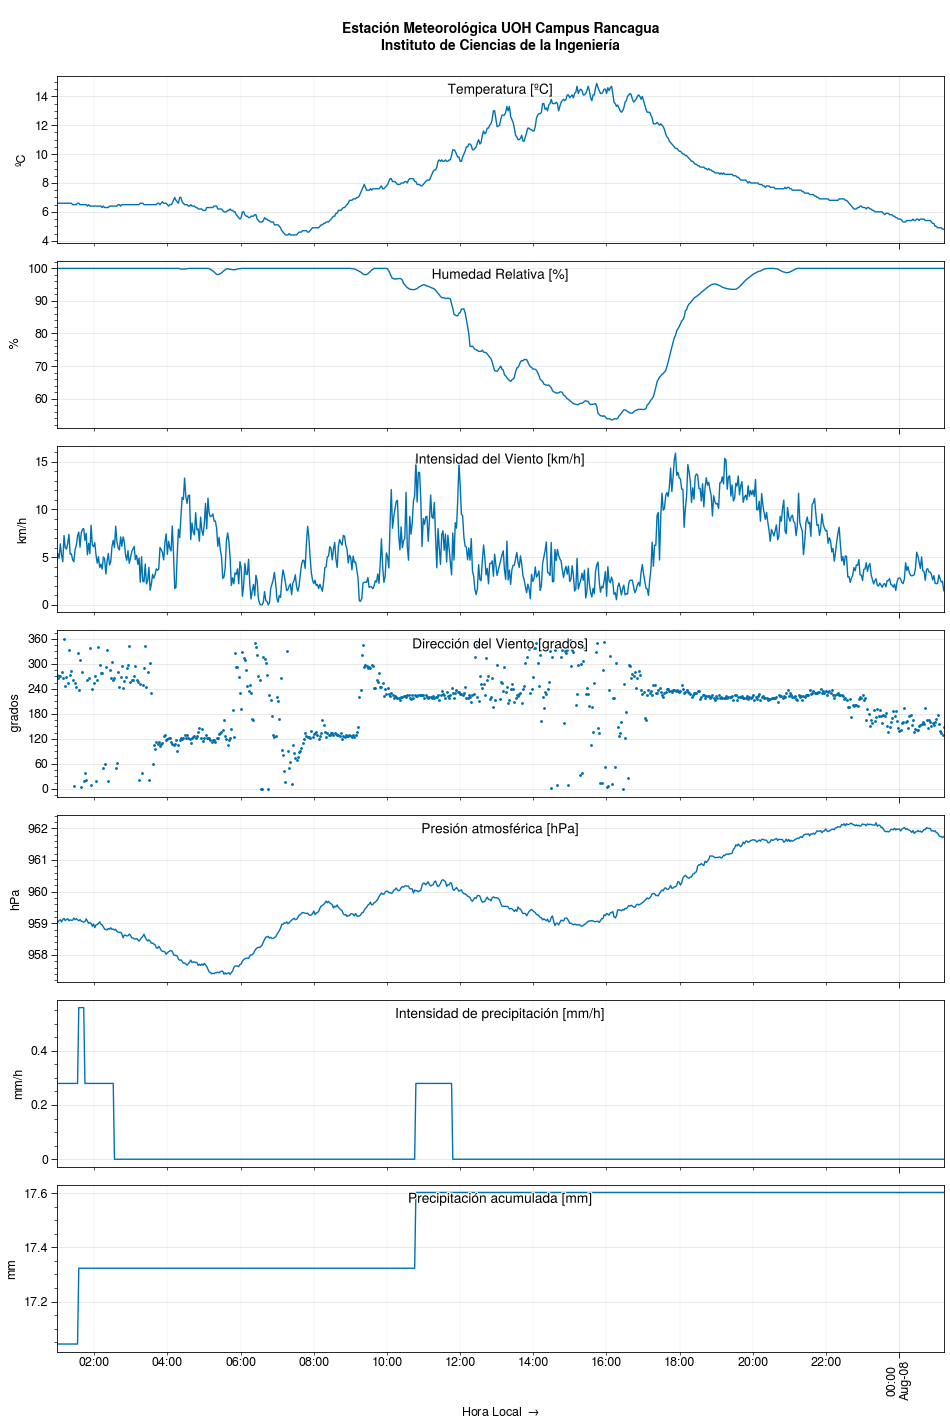 Estación Meteorológica UOH Campus Rancagua
Instituto de Ciencias de la Ingeniería
Temperatura [ºC]
14
12
10
8
6
4
ºC
Humedad Relativa [%]
100
90
80
70
60
%
Intensidad del Viento [km/h]
15
10
5
0
km/h
Dirección del Viento [grados]
360
300
240
180
120
60
0
grados
Presión atmosférica [hPa]
962
961
960
959
958
hPa
Intensidad de precipitación [mm/h]
0.4
0.2
0
mm/h
Precipitación acumulada [mm]
17.6
17.4
17.2
mm
02:00 04:00 06:00 08:00 10:00 12:00 14:00 16:00 18:00 20:00 22:00 00:00
Aug-08
Hora Local →